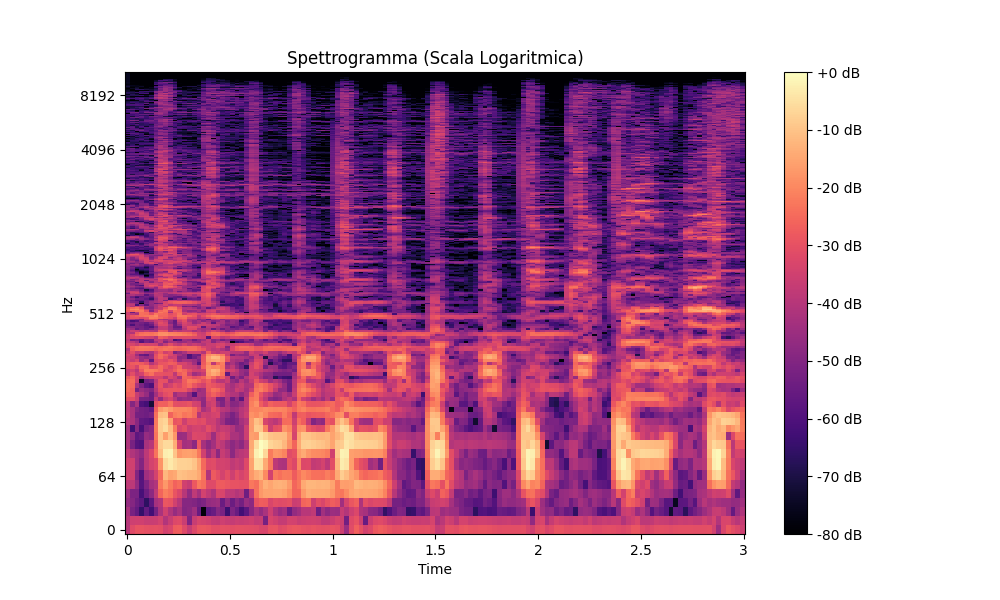 Spettrogramma (Scala Logaritmica)
8192
4096
2048
1024
512
256
128
64
0
Hz
0
0.5
1
1.5
2
2.5
3
Time
+0 dB
-10 dB
-20 dB
-30 dB
-40 dB
-50 dB
-60 dB
-70 dB
-80 dB